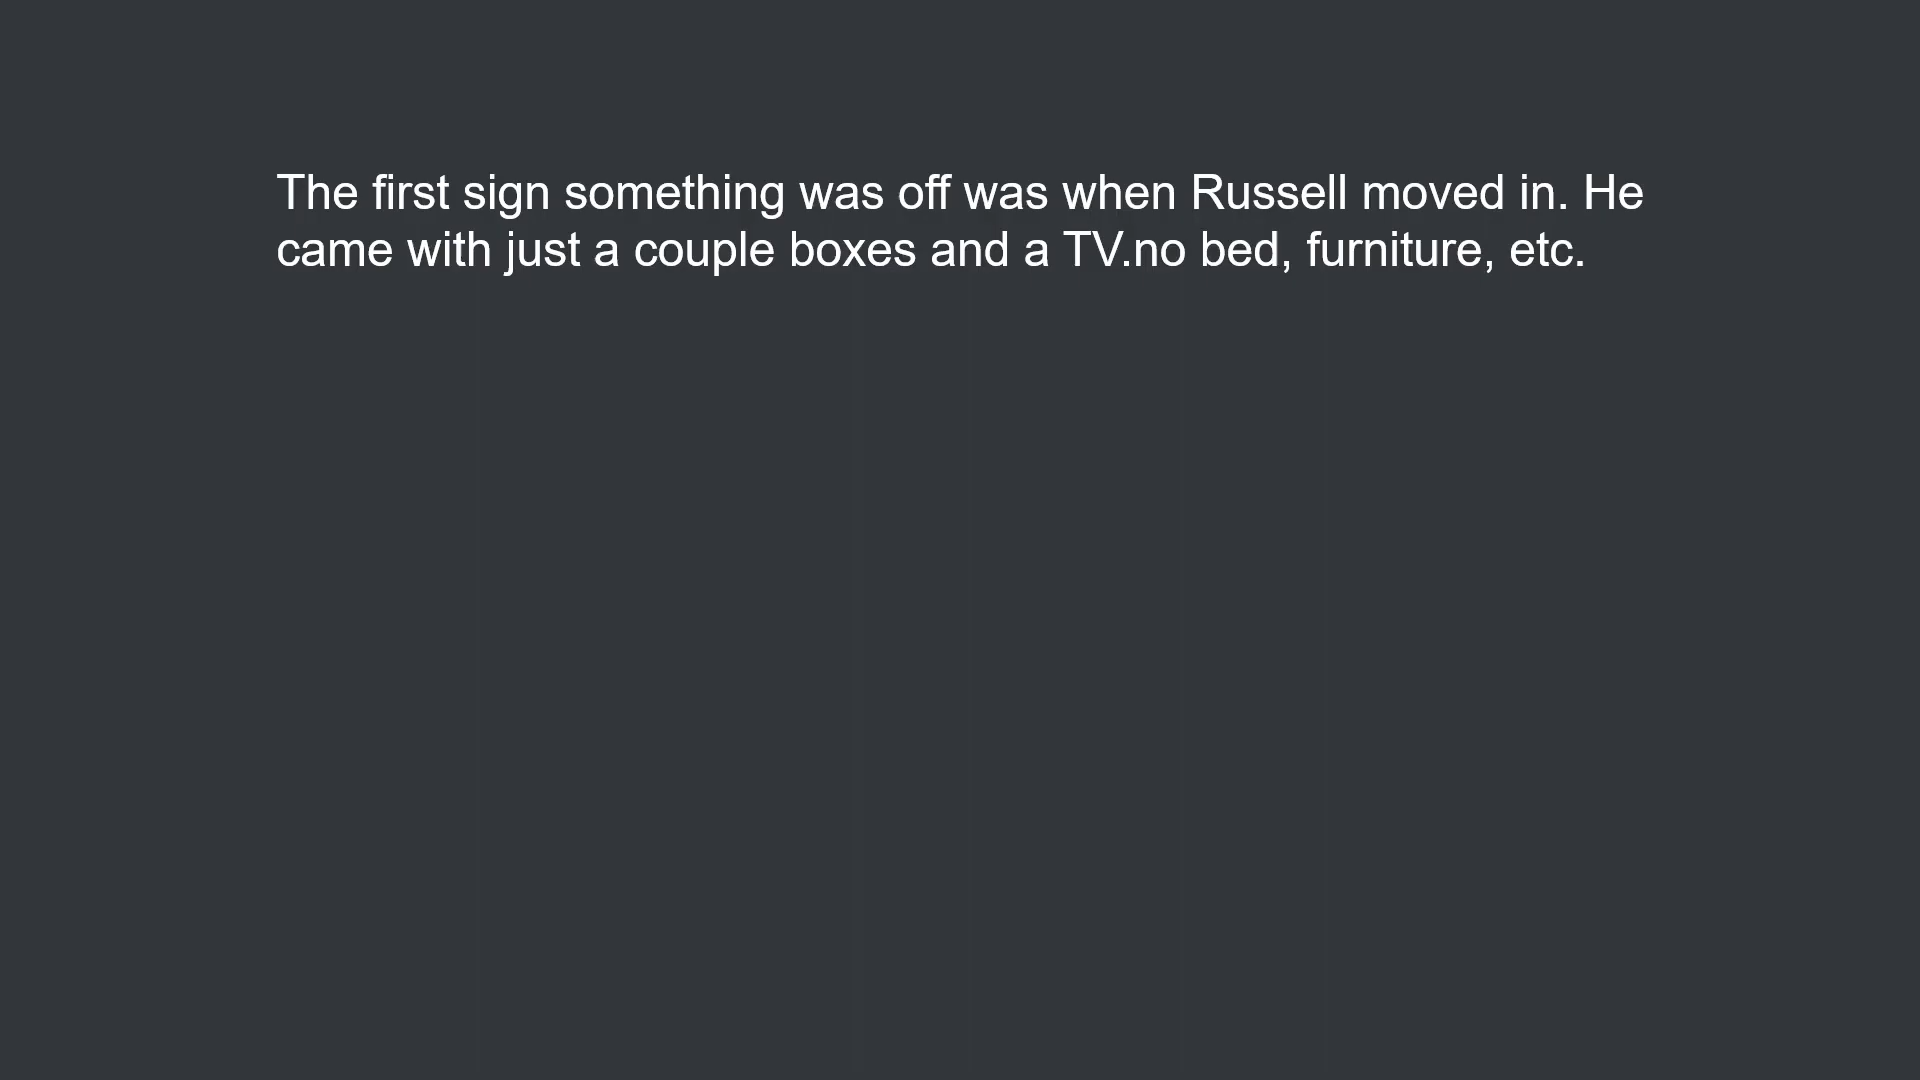 The first sign something was off was when Russell moved in. He
came with just a couple boxes and a TV.no bed, furniture, etc.